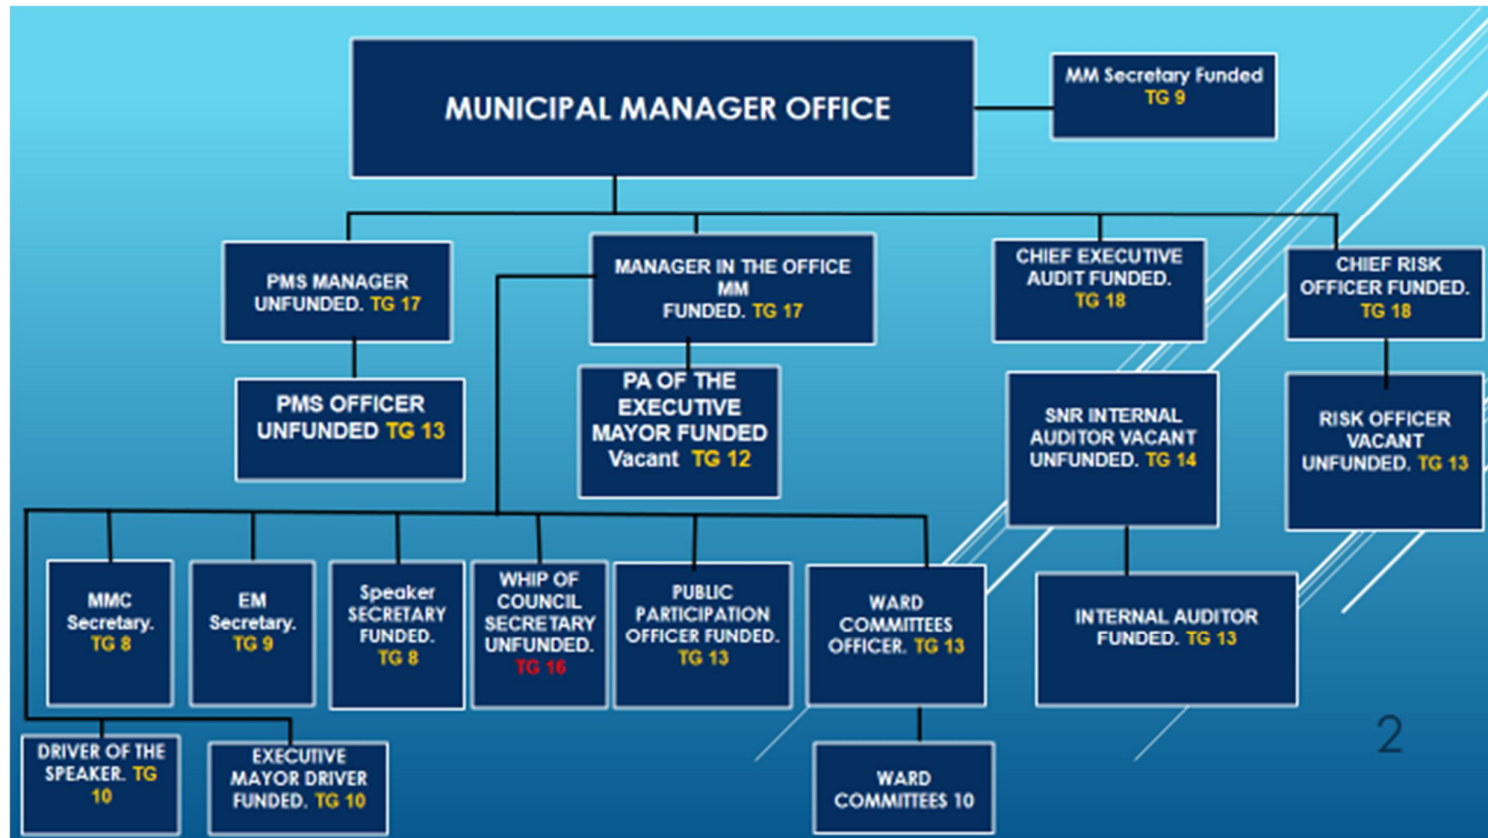 MUNICIPAL MANAGER OFFICE
MM Secretary Funded
TG 9
PMS MANAGER
UNFUNDED. TG 17
MANAGER IN THE OFFICE
MM
FUNDED. TG 17
CHIEF EXECUTIVE
AUDIT FUNDED.
TG 18
CHIEF RISK
OFFICER FUNDED.
TG 18
PMS OFFICER
UNFUNDED TG 13
PA OF THE
EXECUTIVE
MAYOR FUNDED
Vacant TG 12
SNR INTERNAL
AUDITOR VACANT
UNFUNDED. TG 14
RISK OFFICER
VACANT
UNFUNDED. TG 13
MMC
Secretary.
TG 8
EM
Secretary.
TG 9
Speaker
SECRETARY
FUNDED.
TG 8
WHIP OF
COUNCIL
SECRETARY
UNFUNDED.
TG 16
PUBLIC
PARTICIPATION
OFFICER FUNDED.
TG 13
WARD
COMMITTEES
OFFICER. TG 13
INTERNAL AUDITOR
FUNDED. TG 13
DRIVER OF THE
SPEAKER. TG
10
EXECUTIVE
MAYOR DRIVER
FUNDED. TG 10
WARD
COMMITTEES 10
2